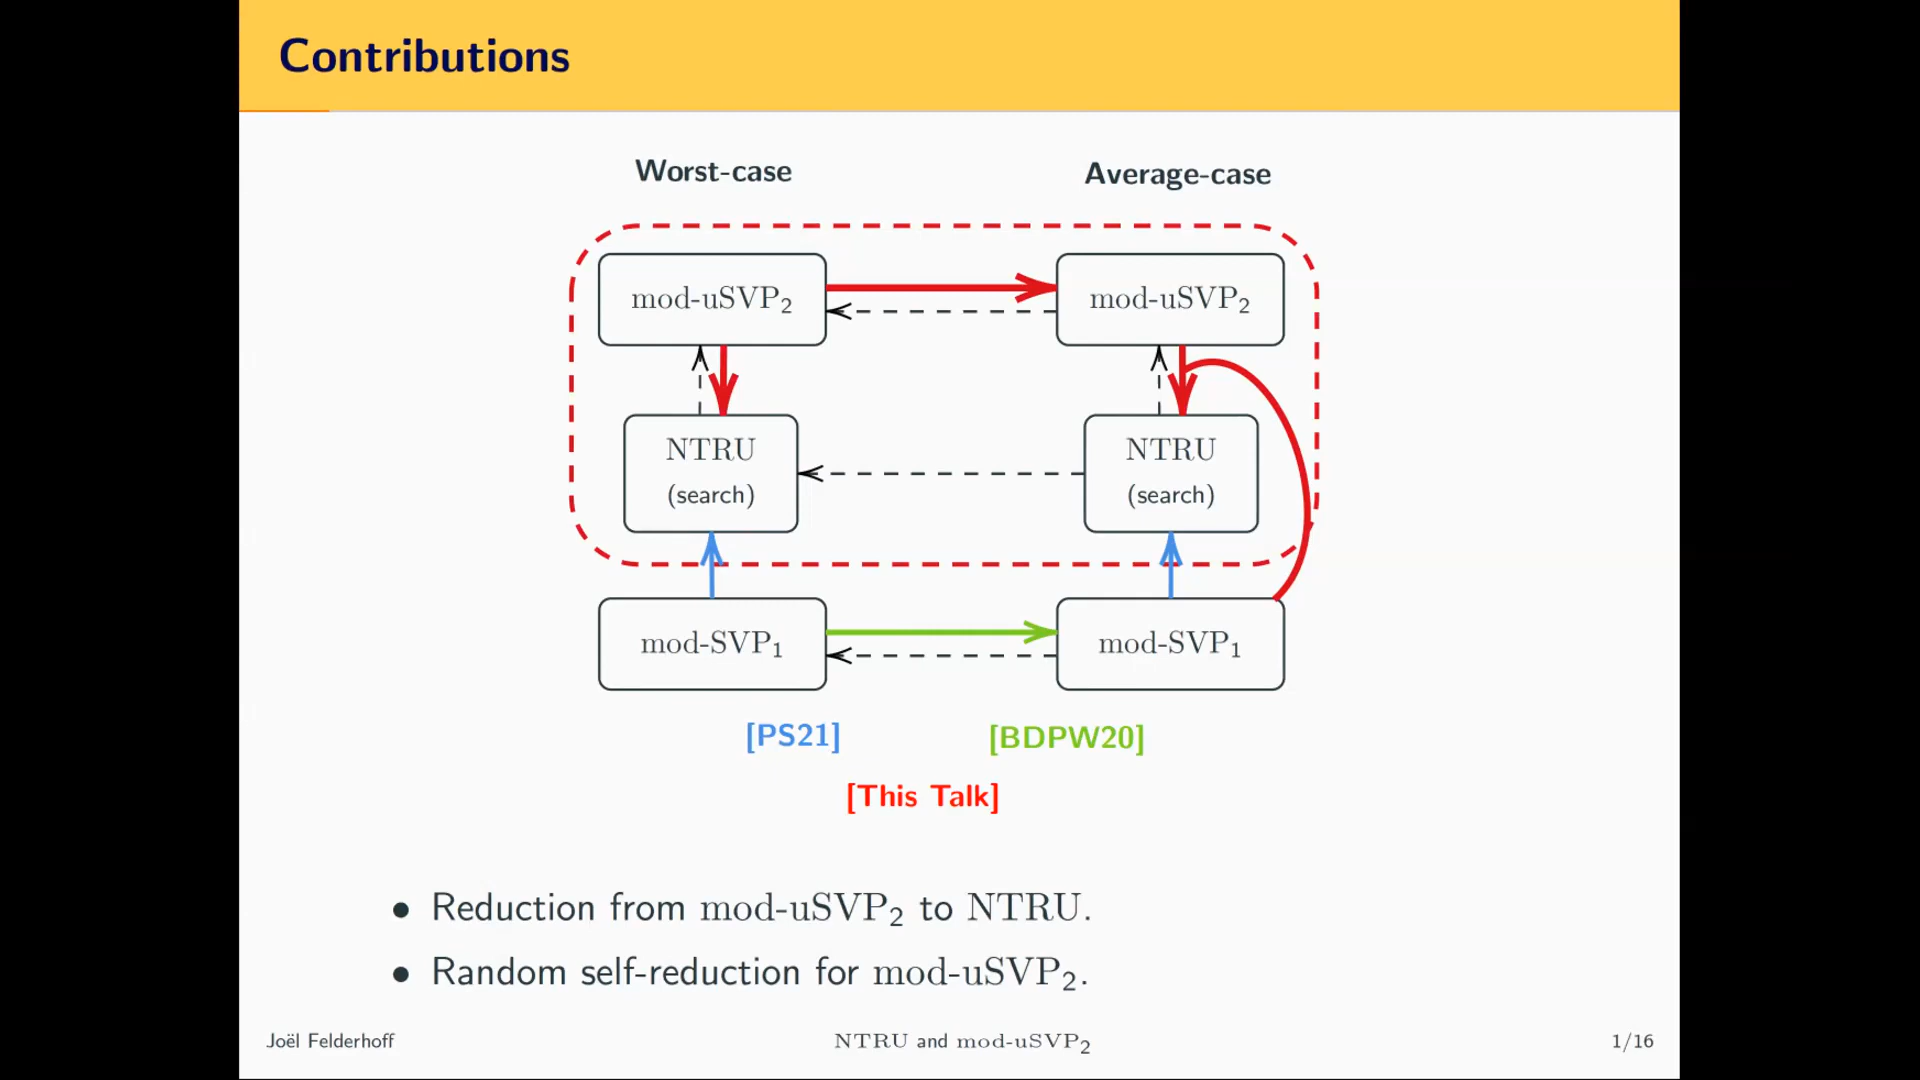 Contributions
Worst-case
Average-case
mod-uSVP₂
mod-uSVP₂
NTRU
(search)
NTRU
(search)
mod-SVP₁
mod-SVP₁
[PS21]
[BDPW20]
[This Talk]
• Reduction from mod-uSVP₂ to NTRU.
• Random self-reduction for mod-uSVP₂.
Joël Felderhoff
NTRU and mod-uSVP₂
1/16